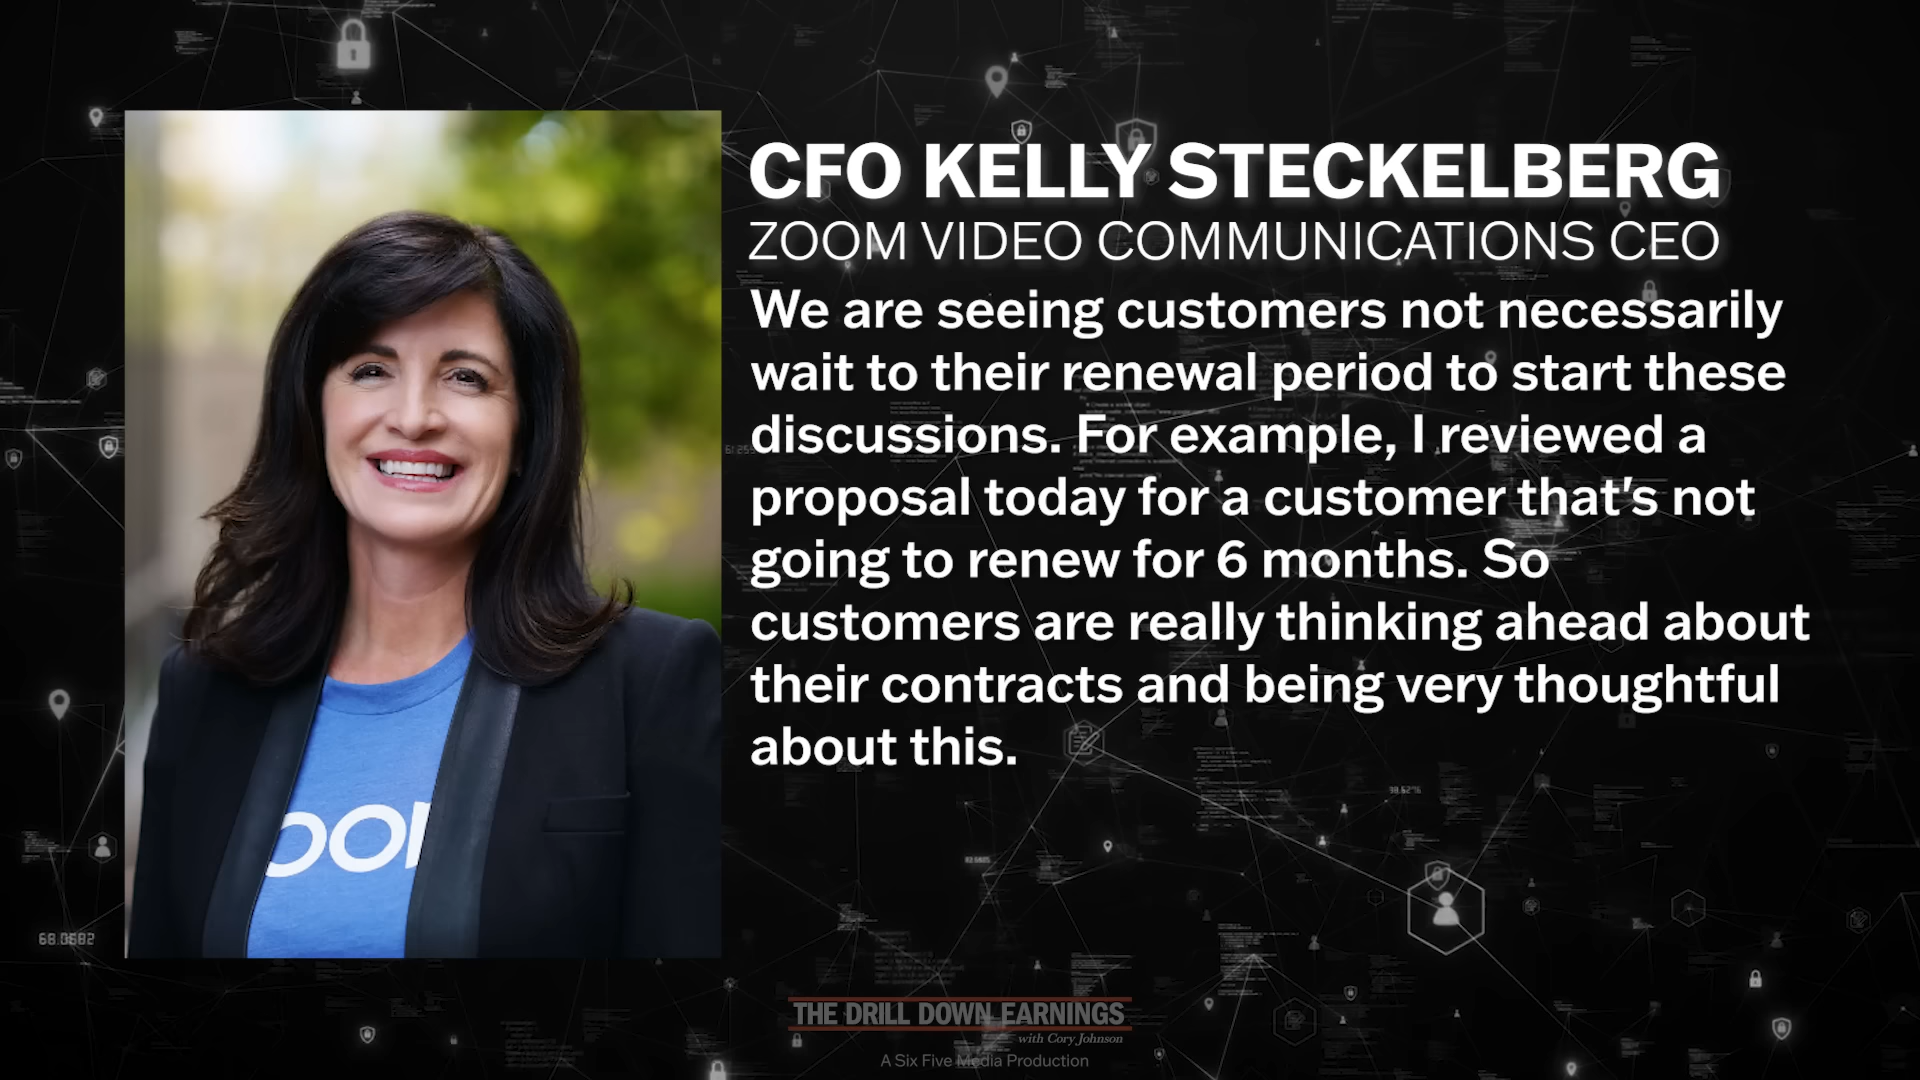 CFO KELLY STECKELBERG
ZOOM VIDEO COMMUNICATIONS CEO
We are seeing customers not necessarily
wait to their renewal period to start these
discussions. For example, I reviewed a
proposal today for a customer that's not
going to renew for 6 months. So
customers are really thinking ahead about
their contracts and being very thoughtful
about this.
THE DRILL DOWN EARNINGS
with Cory Johnson
A Six Five Media Production